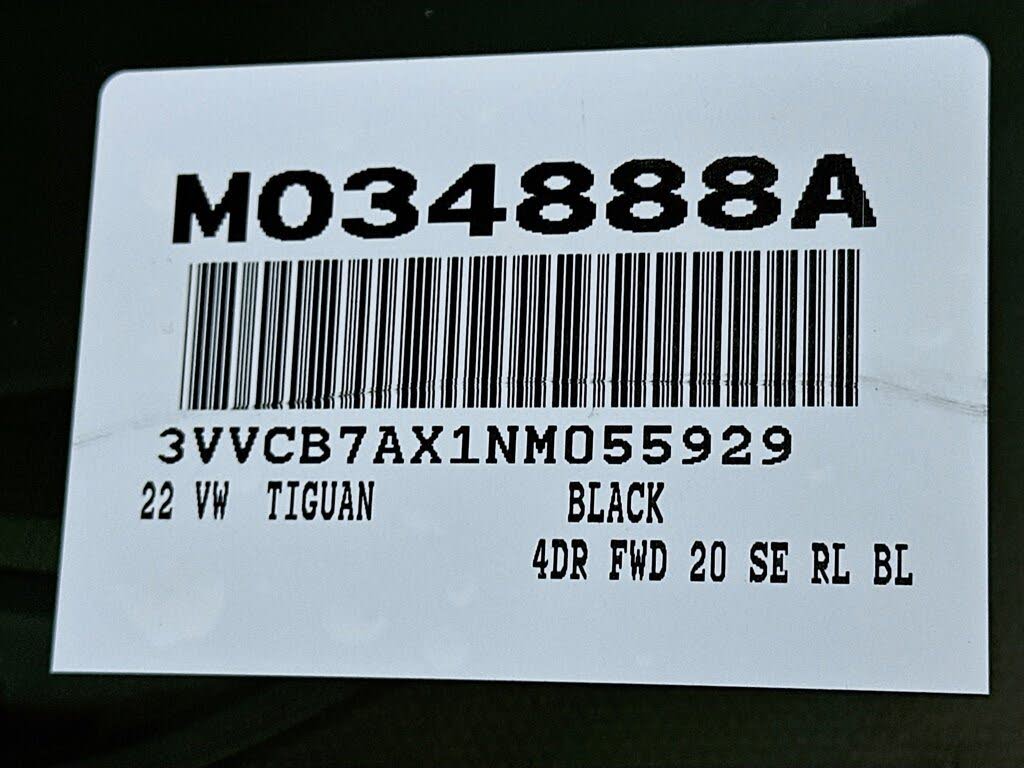 M034888A
3VVCB7AX1NM055929
22 VW TIGUAN BLACK
4DR FWD 20 SE RL BL